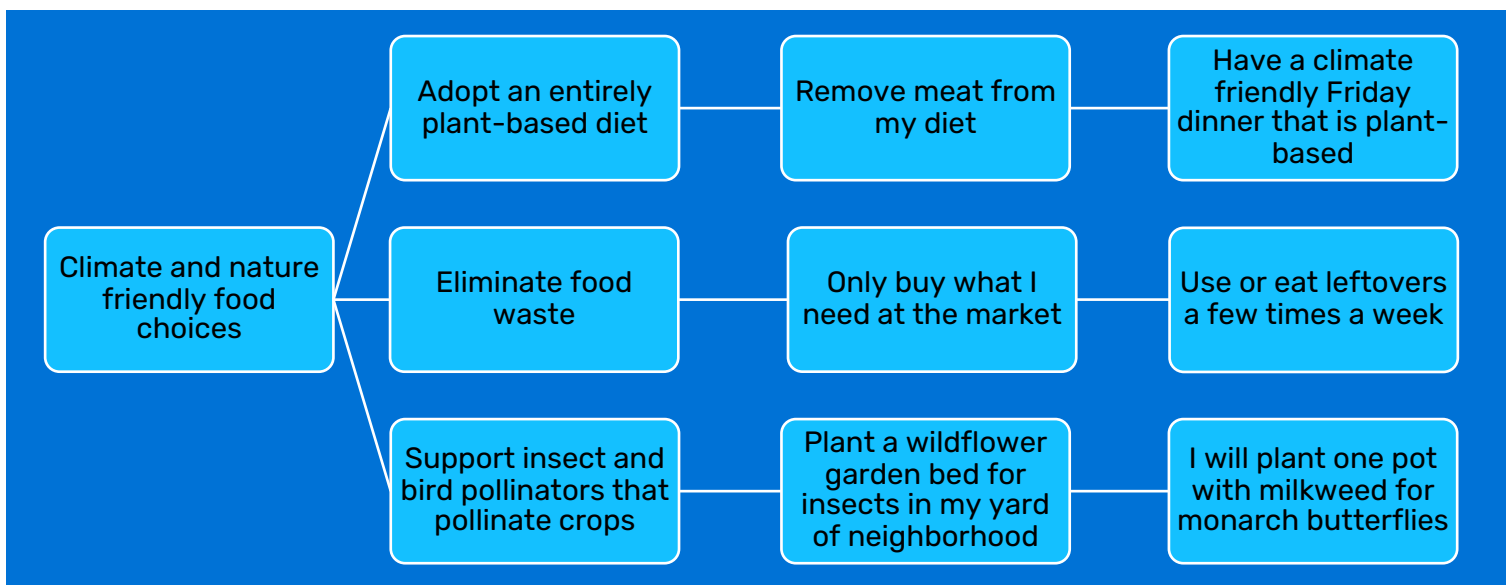 Adopt an entirely
plant-based diet
Remove meat from
my diet
Have a climate
friendly Friday
dinner that is plant-
based
Climate and nature
friendly food
choices
Eliminate food
waste
Only buy what I
need at the market
Use or eat leftovers
a few times a week
Support insect and
bird pollinators that
pollinate crops
Plant a wildflower
garden bed for
insects in my yard
of neighborhood
I will plant one pot
with milkweed for
monarch butterflies